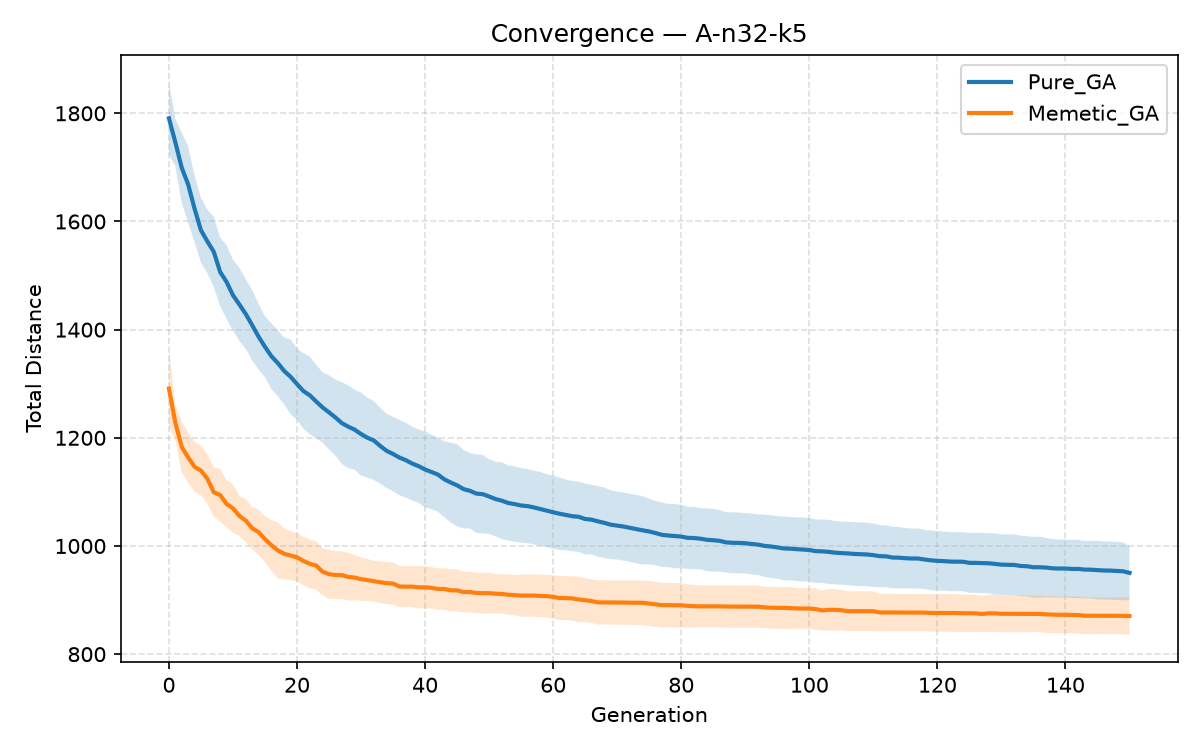 Convergence — A-n32-k5
Pure_GA
Memetic_GA
Total Distance
1800
1600
1400
1200
1000
800
0 20 40 60 80 100 120 140
Generation